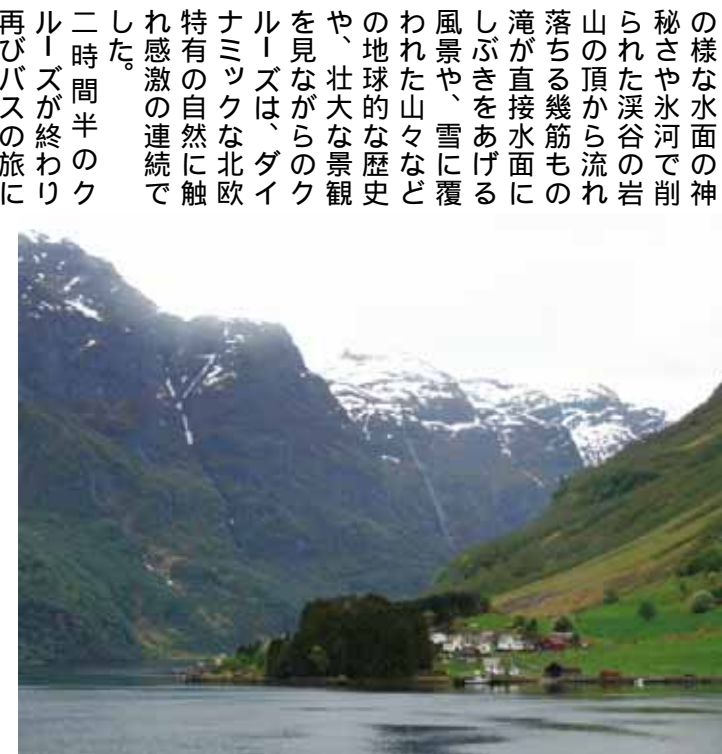 の様な水面の神
秘さや氷河で削
られた渓谷の岩
山の頂から流れ
落ちる幾筋もの
滝が直接水面に
しぶきをあげる
風景や、雪に覆
われた山々など
の地球的な歴史
や、壮大な景観
を見ながらのク
ルーズは、ダイ
ナミックな北欧
特有の自然に触
れ感激の連続で
した。
二時間半のク
ルーズが終わり
再びバスの旅に